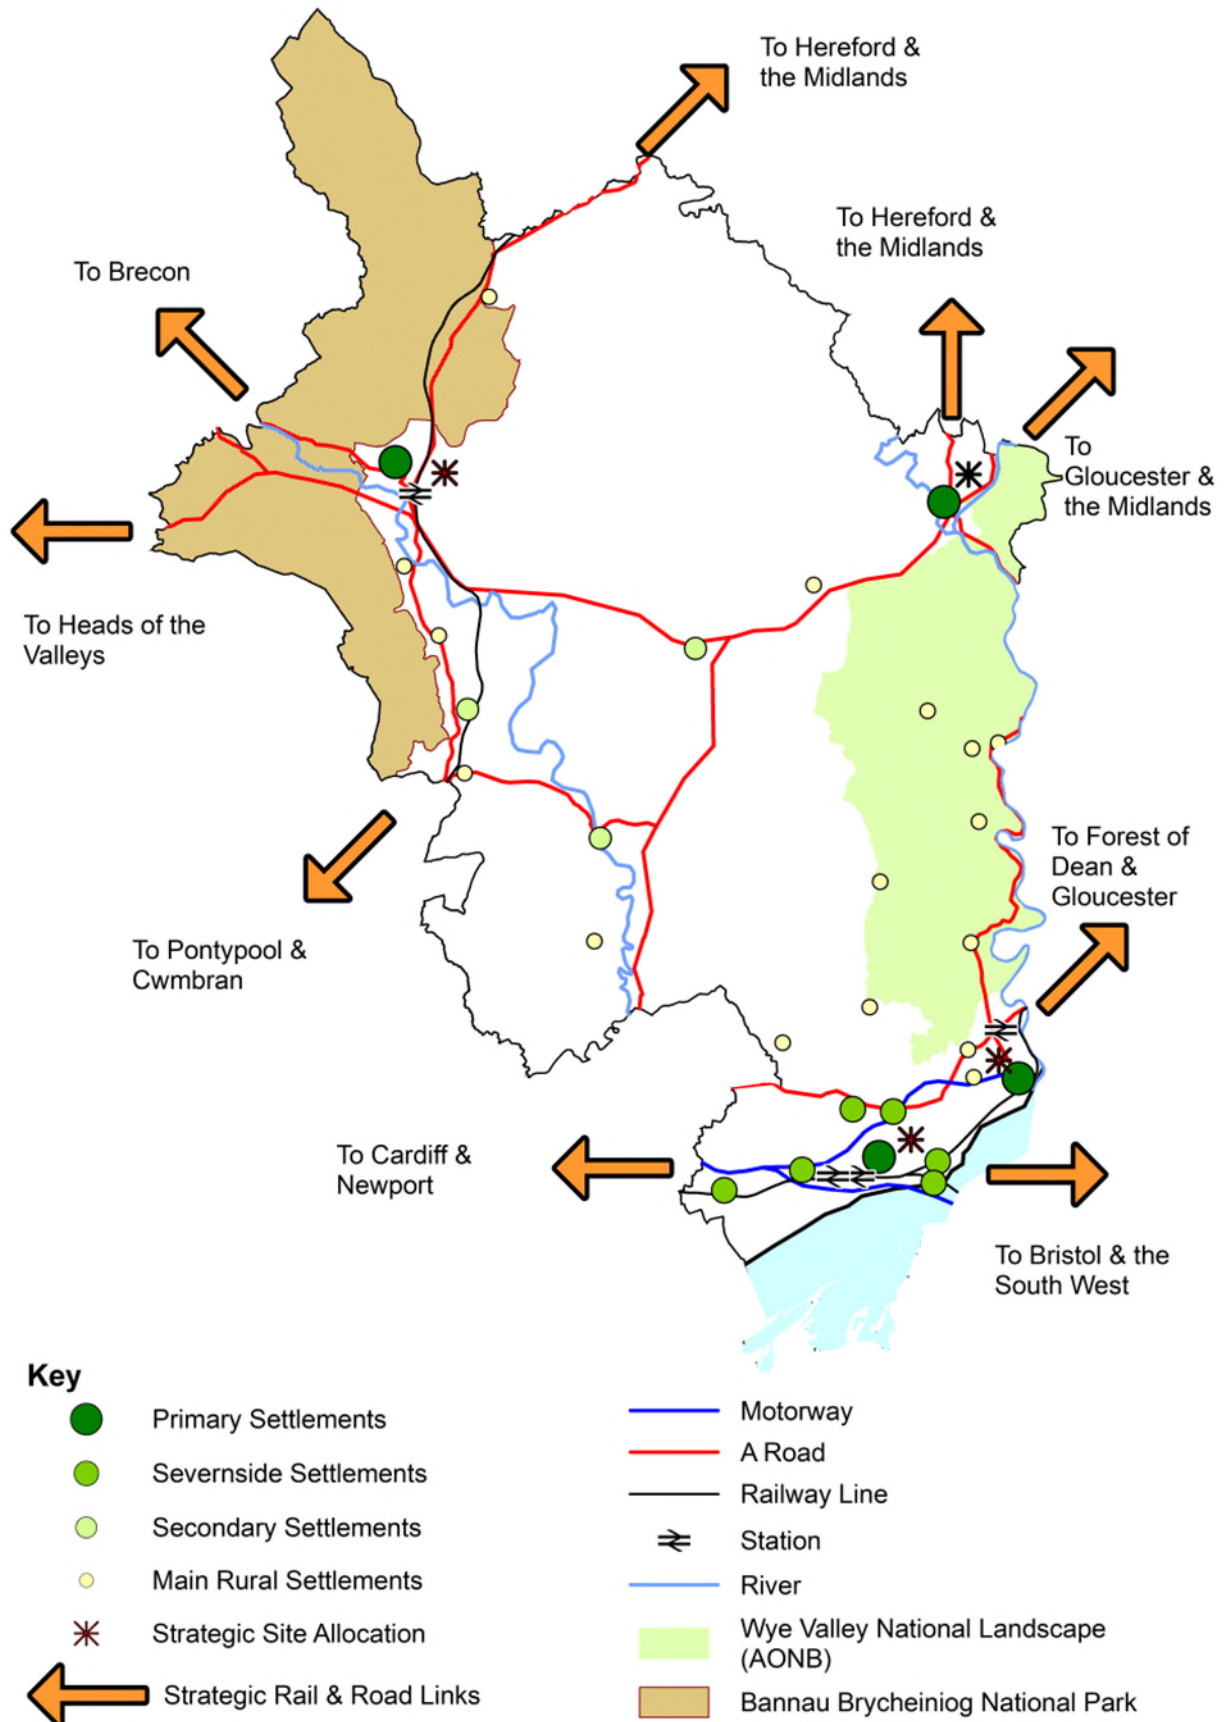 To Hereford &
the Midlands
To Hereford &
the Midlands
To Brecon
To
Gloucester &
the Midlands
To Heads of the
Valleys
To Forest of
Dean &
Gloucester
To Pontypool &
Cwmbran
To Cardiff &
Newport
To Bristol & the
South West
Key
Primary Settlements
Severnside Settlements
Secondary Settlements
Main Rural Settlements
Strategic Site Allocation
Strategic Rail & Road Links
Motorway
A Road
Railway Line
Station
River
Wye Valley National Landscape
(AONB)
Bannau Brycheiniog National Park